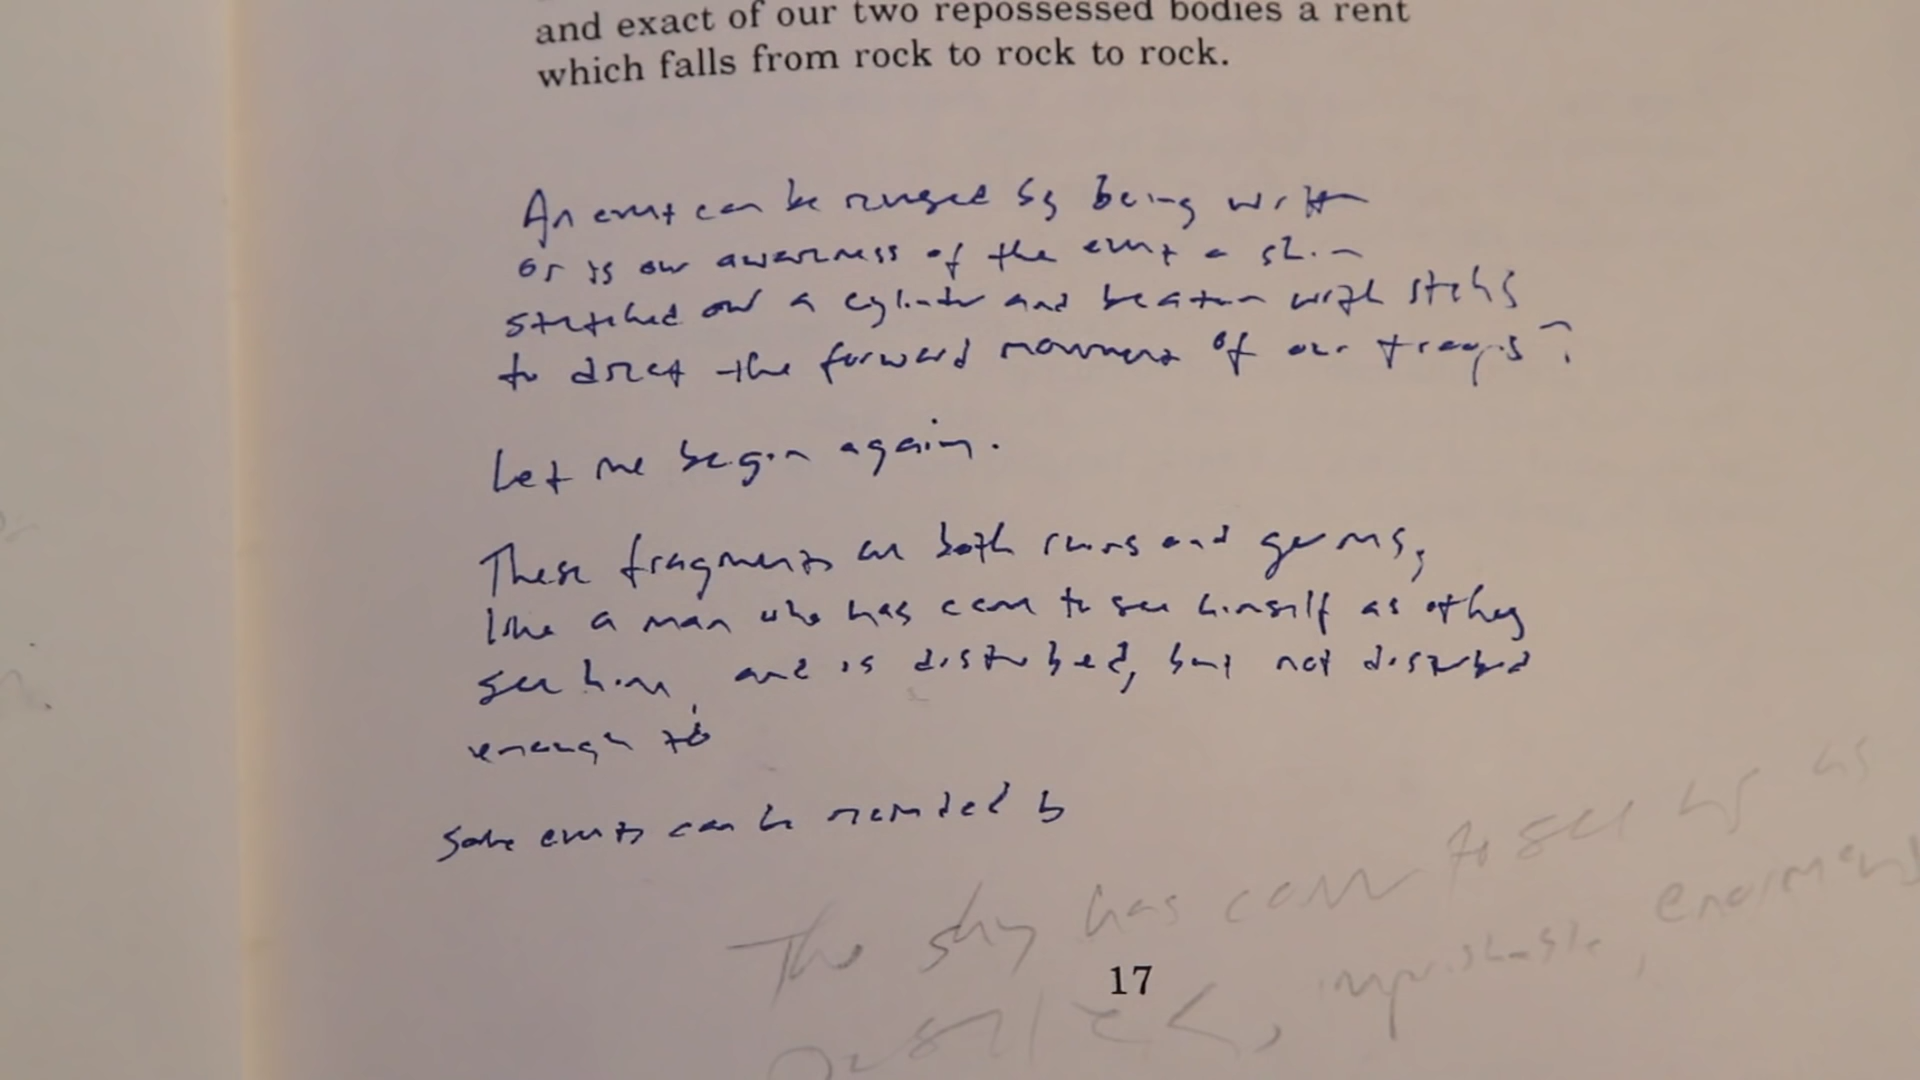 and exact of our two repossessed bodies a rent
which falls from rock to rock to rock.
An event can be by being written
or is our awareness of the event a skin
stretched over a cylinder and beaten with sticks
to direct the forward movement of our troops?
Let me begin again.
These fragments are both ruins and germs,
like a man who has come to see himself as others
see him, and is disturbed, but not disturbed
enough to
Some events can be b
The sky has come to see us as
17